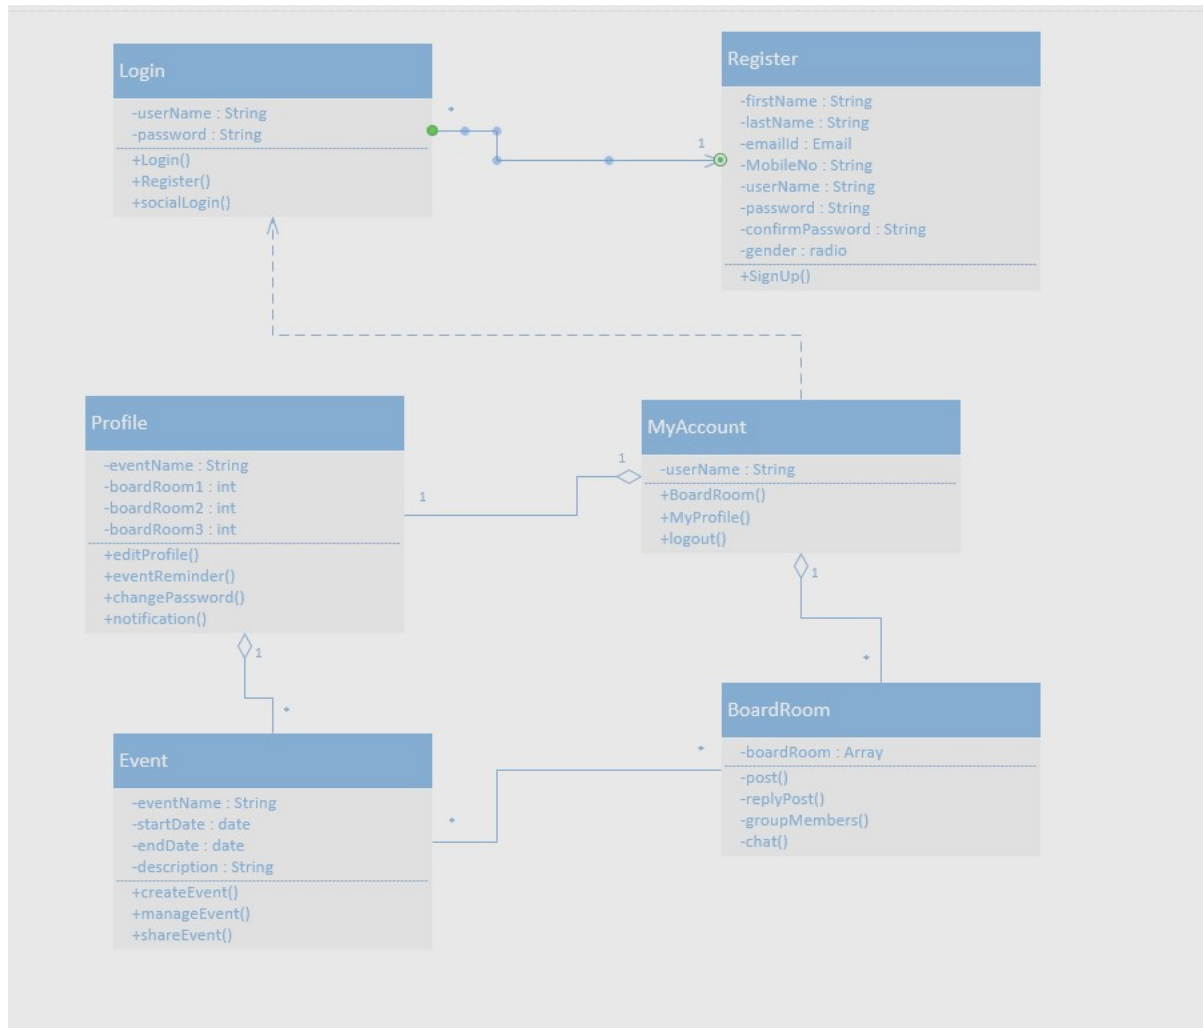 Login
-userName : String
-password : String
+Login()
+Register()
+socialLogin()
*
1
Register
-firstName : String
-lastName : String
-emailId : Email
-MobileNo : String
-userName : String
-password : String
-confirmPassword : String
-gender : radio
+SignUp()
Profile
-eventName : String
-boardRoom1 : int
-boardRoom2 : int
-boardRoom3 : int
+editProfile()
+eventReminder()
+changePassword()
+notification()
1
1
MyAccount
-userName : String
+BoardRoom()
+MyProfile()
+logout()
1
*
1
*
Event
-eventName : String
-startDate : date
-endDate : date
-description : String
+createEvent()
+manageEvent()
+shareEvent()
*
*
BoardRoom
-boardRoom : Array
-post()
-replyPost()
-groupMembers()
-chat()